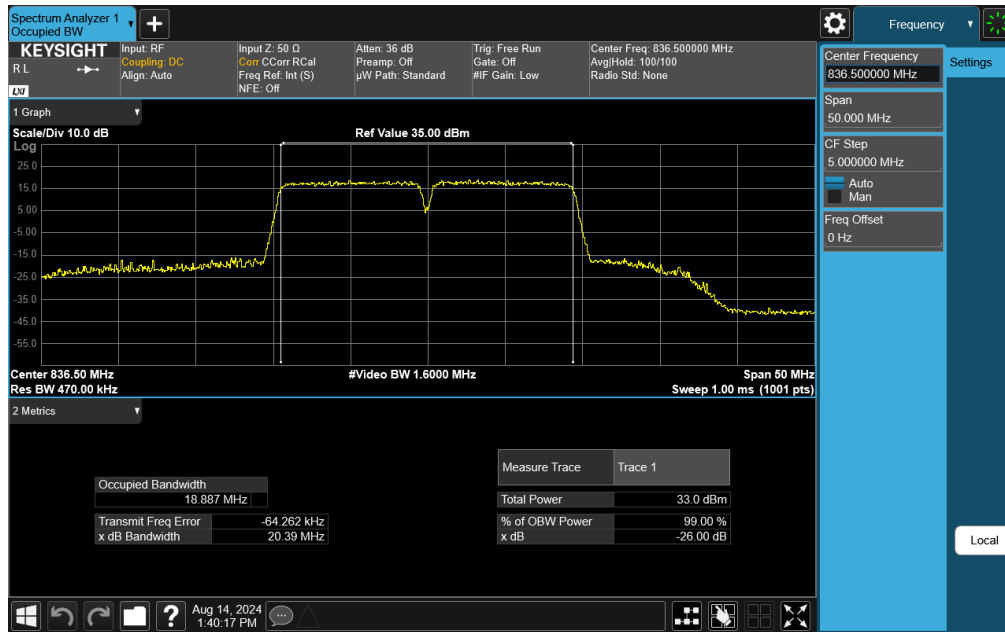 Spectrum Analyzer 1
Occupied BW
Frequency
KEYSIGHT
R L
LXI
Input: RF
Coupling: DC
Align: Auto
Input Z: 50 Ω
Corr CCorr RCal
Freq Ref: Int (S)
NFE: Off
Atten: 36 dB
Preamp: Off
µW Path: Standard
Trig: Free Run
Gate: Off
#IF Gain: Low
Center Freq: 836.500000 MHz
Avg|Hold: 100/100
Radio Std: None
Center Frequency
836.500000 MHz
Settings
Span
50.000 MHz
CF Step
5.000000 MHz
Auto
Man
Freq Offset
0 Hz
Local
1 Graph
Scale/Div 10.0 dB
Ref Value 35.00 dBm
Log
25.0
15.0
5.00
-5.00
-15.0
-25.0
-35.0
-45.0
-55.0
Center 836.50 MHz
#Video BW 1.6000 MHz
Span 50 MHz
Res BW 470.00 kHz
Sweep 1.00 ms (1001 pts)
2 Metrics
Occupied Bandwidth
18.887 MHz
Transmit Freq Error -64.262 kHz
x dB Bandwidth 20.39 MHz
Measure Trace Trace 1
Total Power 33.0 dBm
% of OBW Power 99.00 %
x dB -26.00 dB
Aug 14, 2024
1:40:17 PM